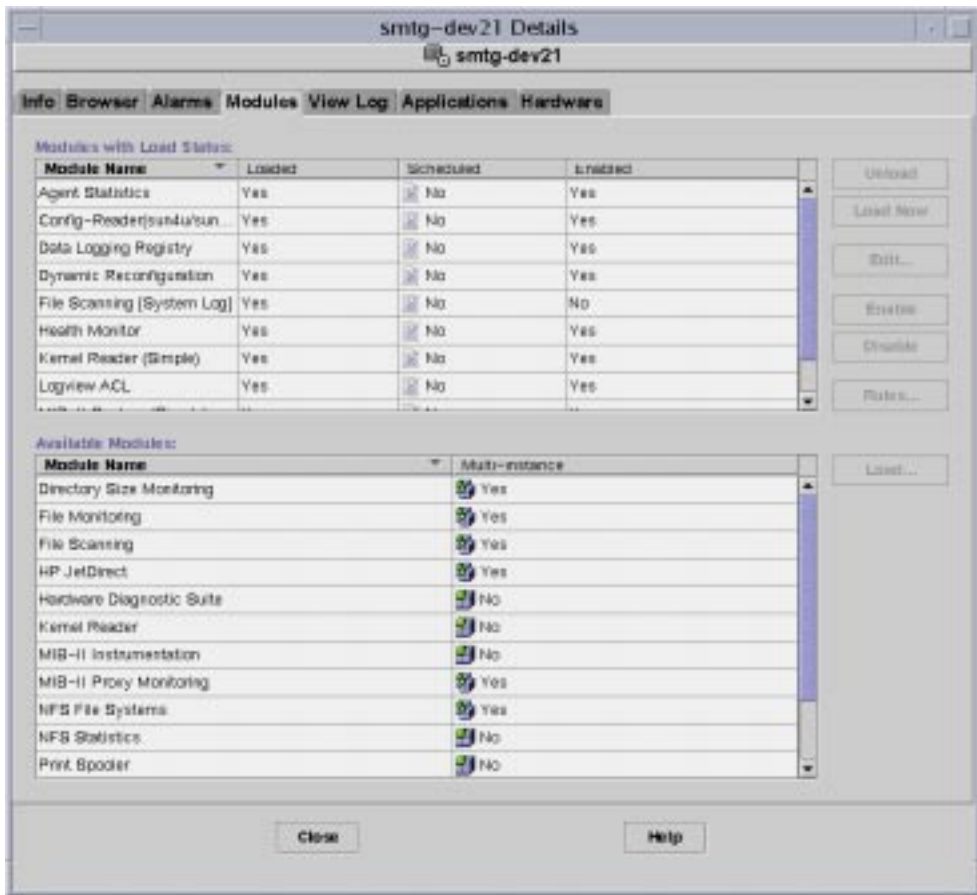 smtg-dev21 Details
smtg-dev21
Info Browser Alarms Modules View Log Applications Hardware
Modules with Load Status:
Module Name Loaded Scheduled Enabled
Agent Statistics Yes No Yes
Config-Reader[sun4u/sun... Yes No Yes
Data Logging Registry Yes No Yes
Dynamic Reconfiguration Yes No Yes
File Scanning [System Log] Yes No No
Health Monitor Yes No Yes
Kernel Reader (Simple) Yes No Yes
Logview ACL Yes No Yes
Unload
Load Now
Edit...
Enable
Disable
Rules...
Available Modules:
Module Name Multi-instance
Directory Size Monitoring Yes
File Monitoring Yes
File Scanning Yes
HP JetDirect Yes
Hardware Diagnostic Suite No
Kernel Reader No
MIB-II Instrumentation No
MIB-II Proxy Monitoring Yes
NFS File Systems Yes
NFS Statistics No
Print Spooler No
Load...
Close Help